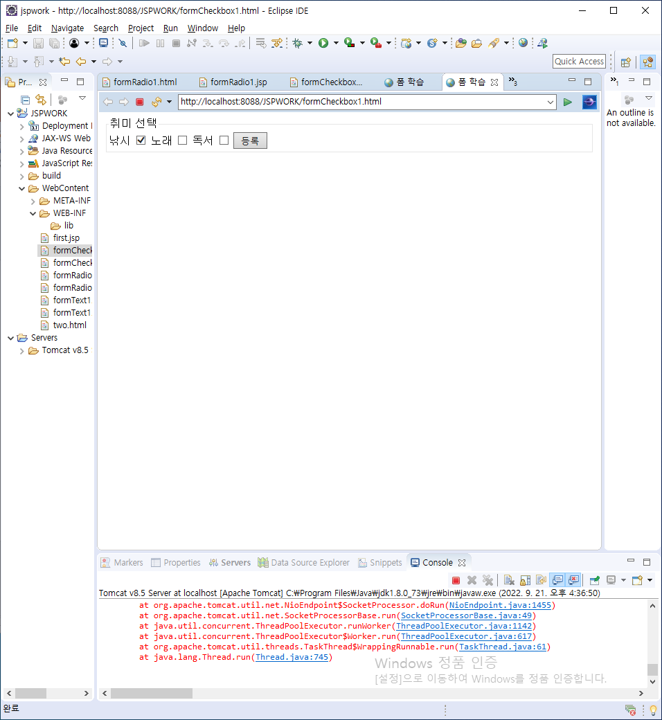 jspwork - http://localhost:8088/JSPWORK/formCheckbox1.html - Eclipse IDE
File Edit Navigate Search Project Run Window Help
Quick Access
Pr...
formRadio1.html
formRadio1.jsp
formCheckbox...
폼 학습
폼 학습
»3
»1
http://localhost:8088/JSPWORK/formCheckbox1.html
JSPWORK
Deployment
JAX-WS Web
Java Resource
JavaScript Res
build
WebContent
META-INF
WEB-INF
lib
first.jsp
formCheck
formCheck
formRadio
formRadio
formText1
formText1
two.html
Servers
Tomcat v8.5
취미 선택
낚시 노래 독서 등록
An outline is
not available.
Markers Properties Servers Data Source Explorer Snippets Console
Tomcat v8.5 Server at localhost [Apache Tomcat] C:₩Program Files₩Java₩jdk1.8.0_73₩jre₩bin₩javaw.exe (2022. 9. 21. 오후 4:36:50)
at org.apache.tomcat.util.net.NioEndpoint$SocketProcessor.doRun(NioEndpoint.java:1455)
at org.apache.tomcat.util.net.SocketProcessorBase.run(SocketProcessorBase.java:49)
at java.util.concurrent.ThreadPoolExecutor.runWorker(ThreadPoolExecutor.java:1142)
at java.util.concurrent.ThreadPoolExecutor$Worker.run(ThreadPoolExecutor.java:617)
at org.apache.tomcat.util.threads.TaskThread$WrappingRunnable.run(TaskThread.java:61)
at java.lang.Thread.run(Thread.java:745)
Windows 정품 인증
[설정]으로 이동하여 Windows를 정품 인증합니다.
완료